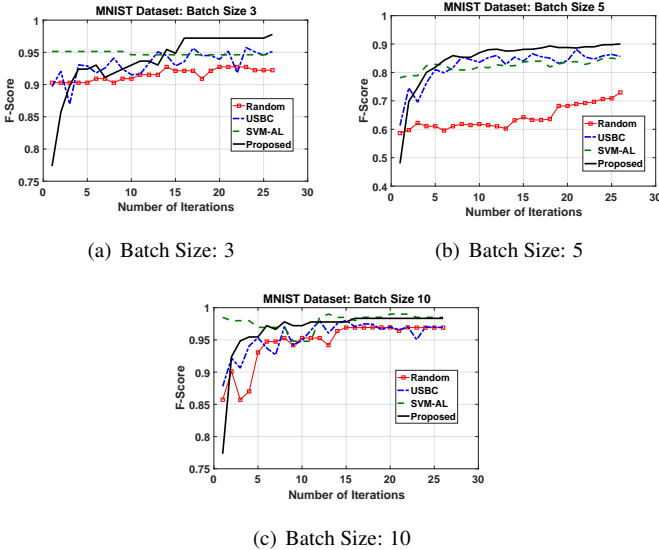 MNIST Dataset: Batch Size 3
1
0.95
0.9
0.85
0.8
0.75
F-Score
Random
USBC
SVM-AL
Proposed
0 5 10 15 20 25 30
Number of Iterations
(a) Batch Size: 3
MNIST Dataset: Batch Size 5
1
0.9
0.8
0.7
0.6
0.5
0.4
F-Score
Random
USBC
SVM-AL
Proposed
0 5 10 15 20 25 30
Number of Iterations
(b) Batch Size: 5
MNIST Dataset: Batch Size 10
1
0.95
0.9
0.85
0.8
0.75
F-Score
Random
USBC
SVM-AL
Proposed
0 5 10 15 20 25 30
Number of Iterations
(c) Batch Size: 10